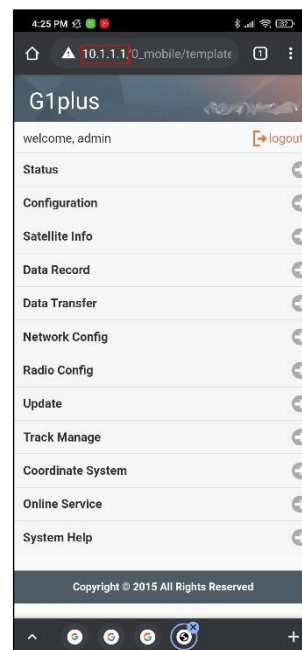 4:25 PM
10.1.1.1/0_mobile/template
1
G1plus
welcome, admin
logout
Status
Configuration
Satellite Info
Data Record
Data Transfer
Network Config
Radio Config
Update
Track Manage
Coordinate System
Online Service
System Help
Copyright © 2015 All Rights Reserved